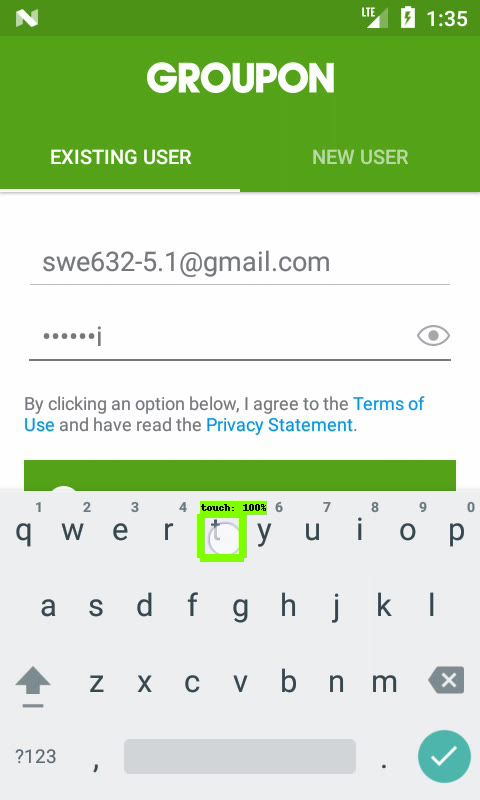 LTE 1:35
GROUPON
EXISTING USER NEW USER
swe632-5.1@gmail.com
••••••j
By clicking an option below, I agree to the Terms of
Use and have read the Privacy Statement.
touch: 100%
1 2 3 4 6 7 8 9 0
q w e r t y u i o p
a s d f g h j k l
z x c v b n m
?123 , .